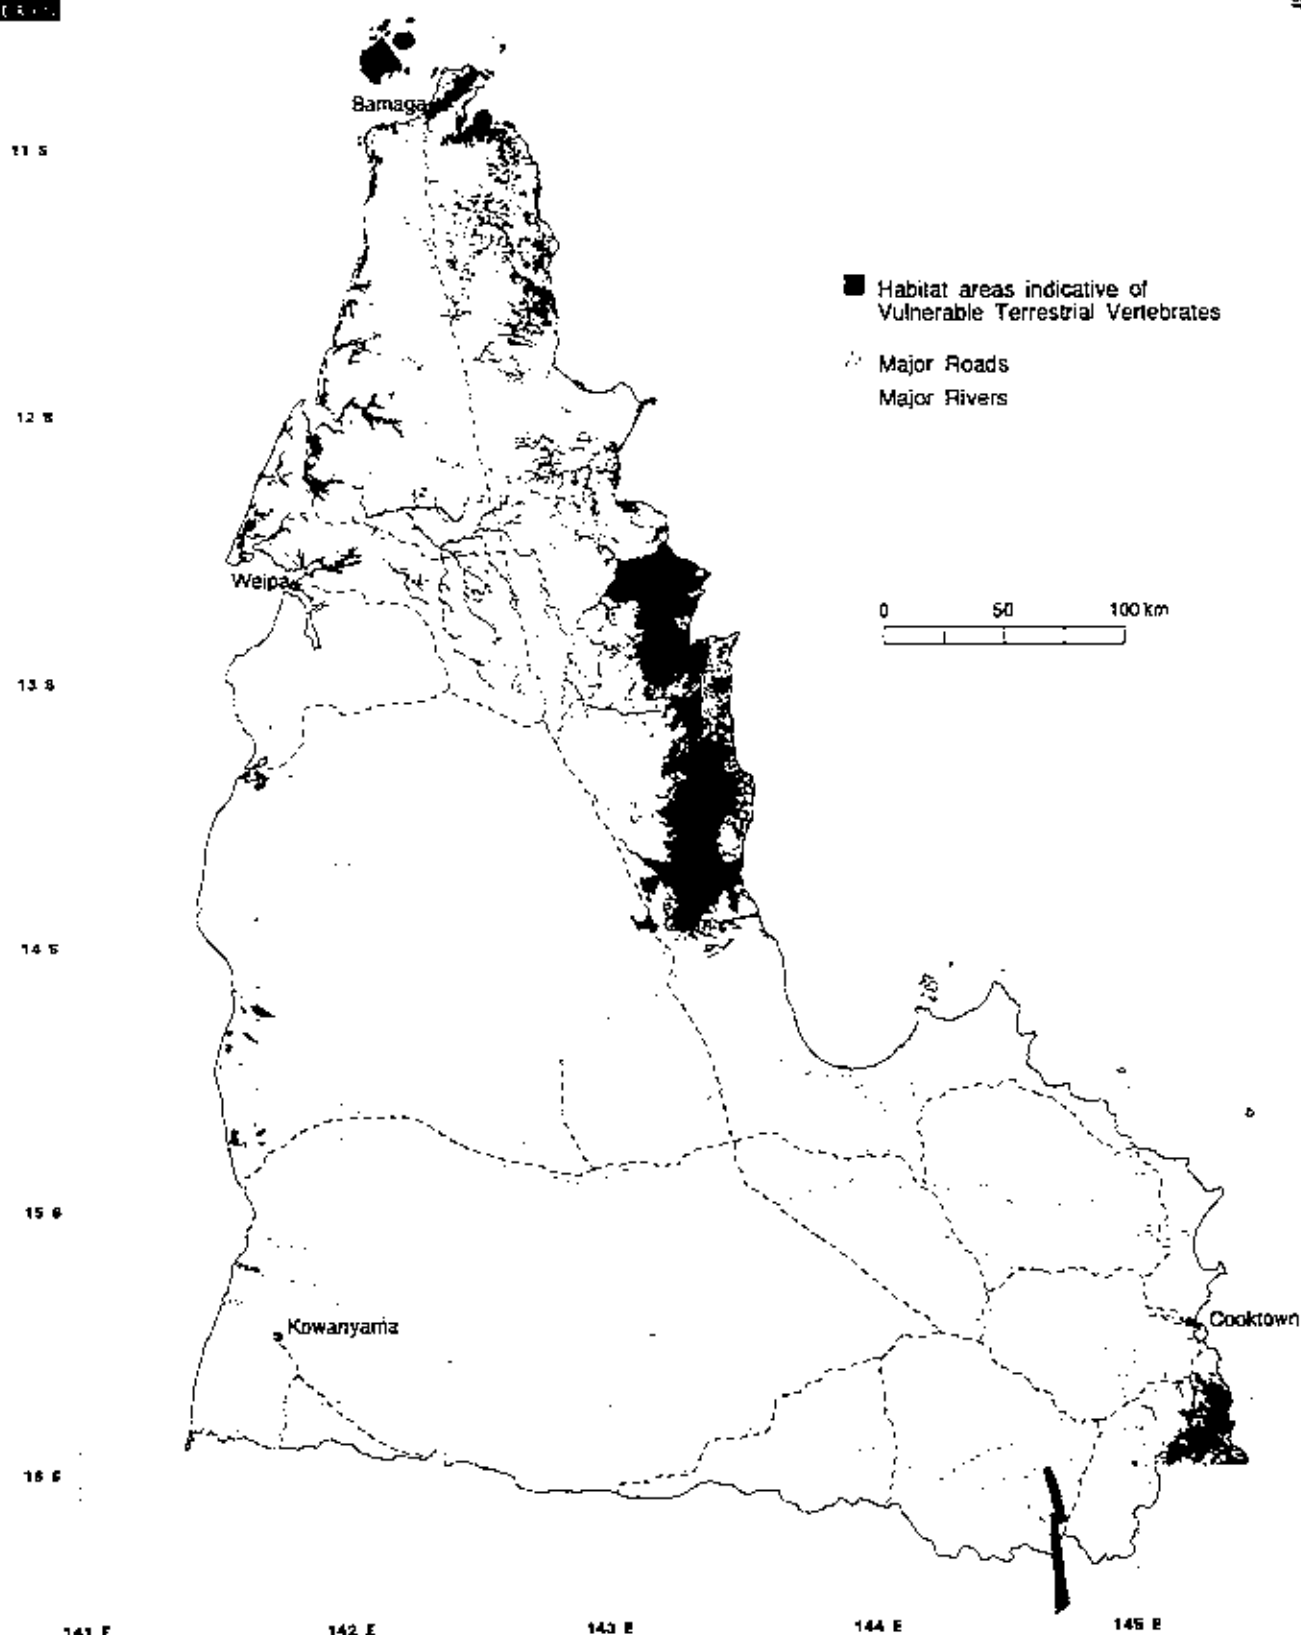 Bamaga
11 S
Habitat areas indicative of
Vulnerable Terrestrial Vertebrates
Major Roads
Major Rivers
12 S
Weipa
0 50 100 km
13 S
14 S
15 S
Kowanyama
Cooktown
16 S
141 E 142 E 143 E 144 E 145 E